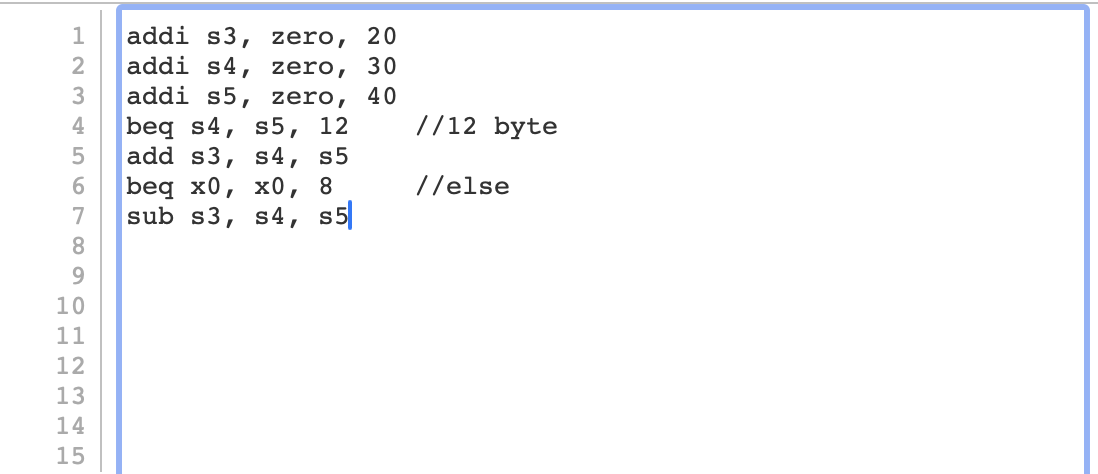 1 addi s3, zero, 20
2 addi s4, zero, 30
3 addi s5, zero, 40
4 beq s4, s5, 12    //12 byte
5 add s3, s4, s5
6 beq x0, x0, 8     //else
7 sub s3, s4, s5
8
9
10
11
12
13
14
15